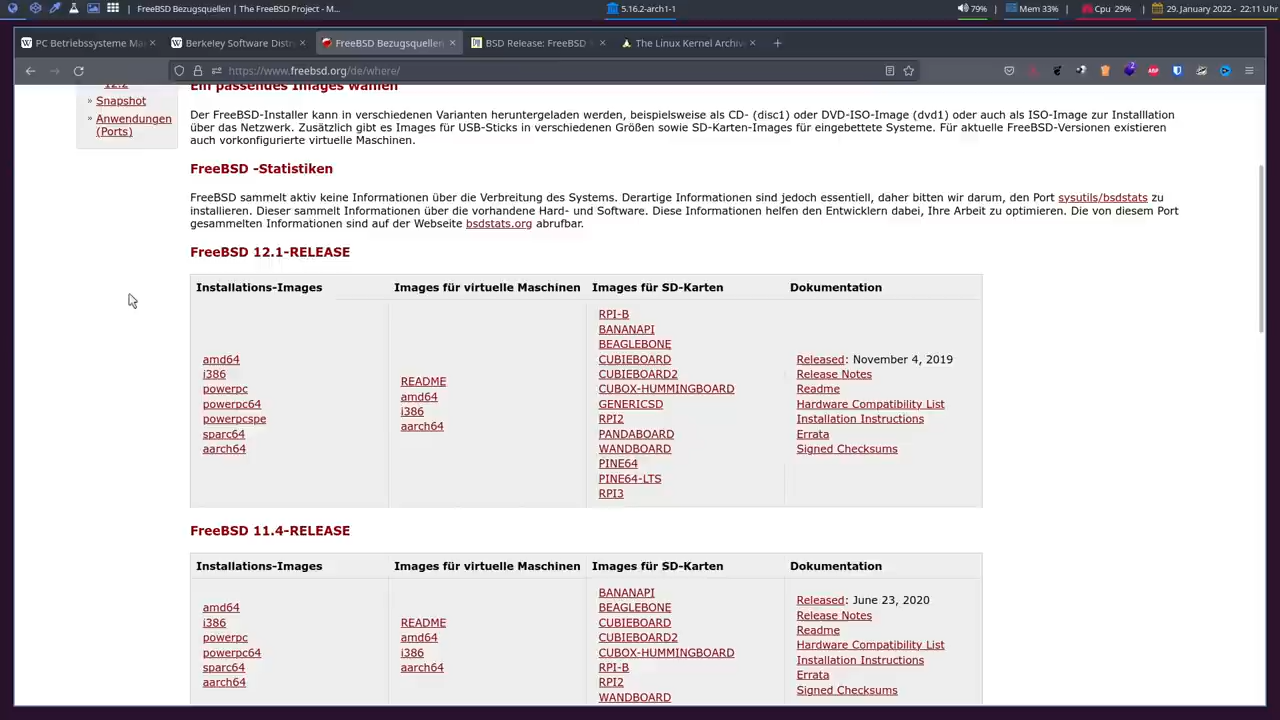 FreeBSD Bezugsquellen | The FreeBSD Project - M...
5.16.2-arch1-1
79%
Mem 33%
Cpu 29%
29.January 2022 - 22:11 Uhr
PC Betriebssysteme Ma
Berkeley Software Distr
FreeBSD Bezugsquellen
BSD Release: FreeBSD
The Linux Kernel Archiv
https://www.freebsd.org/de/where/
2
ABP
12.2
» Snapshot
» Anwendungen
(Ports)
Ein passendes Images wählen
Der FreeBSD-Installer kann in verschiedenen Varianten heruntergeladen werden, beispielsweise als CD- (disc1) oder DVD-ISO-Image (dvd1) oder auch als ISO-Image zur Installlation
über das Netzwerk. Zusätzlich gibt es Images für USB-Sticks in verschiedenen Größen sowie SD-Karten-Images für eingebettete Systeme. Für aktuelle FreeBSD-Versionen existieren
auch vorkonfigurierte virtuelle Maschinen.
FreeBSD -Statistiken
FreeBSD sammelt aktiv keine Informationen über die Verbreitung des Systems. Derartige Informationen sind jedoch essentiell, daher bitten wir darum, den Port sysutils/bsdstats zu
installieren. Dieser sammelt Informationen über die vorhandene Hard- und Software. Diese Informationen helfen den Entwicklern dabei, Ihre Arbeit zu optimieren. Die von diesem Port
gesammelten Informationen sind auf der Webseite bsdstats.org abrufbar.
FreeBSD 12.1-RELEASE
Installations-Images
amd64
i386
powerpc
powerpc64
powerpcspe
sparc64
aarch64
Images für virtuelle Maschinen
README
amd64
i386
aarch64
Images für SD-Karten
RPI-B
BANANAPI
BEAGLEBONE
CUBIEBOARD
CUBIEBOARD2
CUBOX-HUMMINGBOARD
GENERICSD
RPI2
PANDABOARD
WANDBOARD
PINE64
PINE64-LTS
RPI3
Dokumentation
Released: November 4, 2019
Release Notes
Readme
Hardware Compatibility List
Installation Instructions
Errata
Signed Checksums
FreeBSD 11.4-RELEASE
Installations-Images
amd64
i386
powerpc
powerpc64
sparc64
aarch64
Images für virtuelle Maschinen
README
amd64
i386
aarch64
Images für SD-Karten
BANANAPI
BEAGLEBONE
CUBIEBOARD
CUBIEBOARD2
CUBOX-HUMMINGBOARD
RPI-B
RPI2
WANDBOARD
Dokumentation
Released: June 23, 2020
Release Notes
Readme
Hardware Compatibility List
Installation Instructions
Errata
Signed Checksums